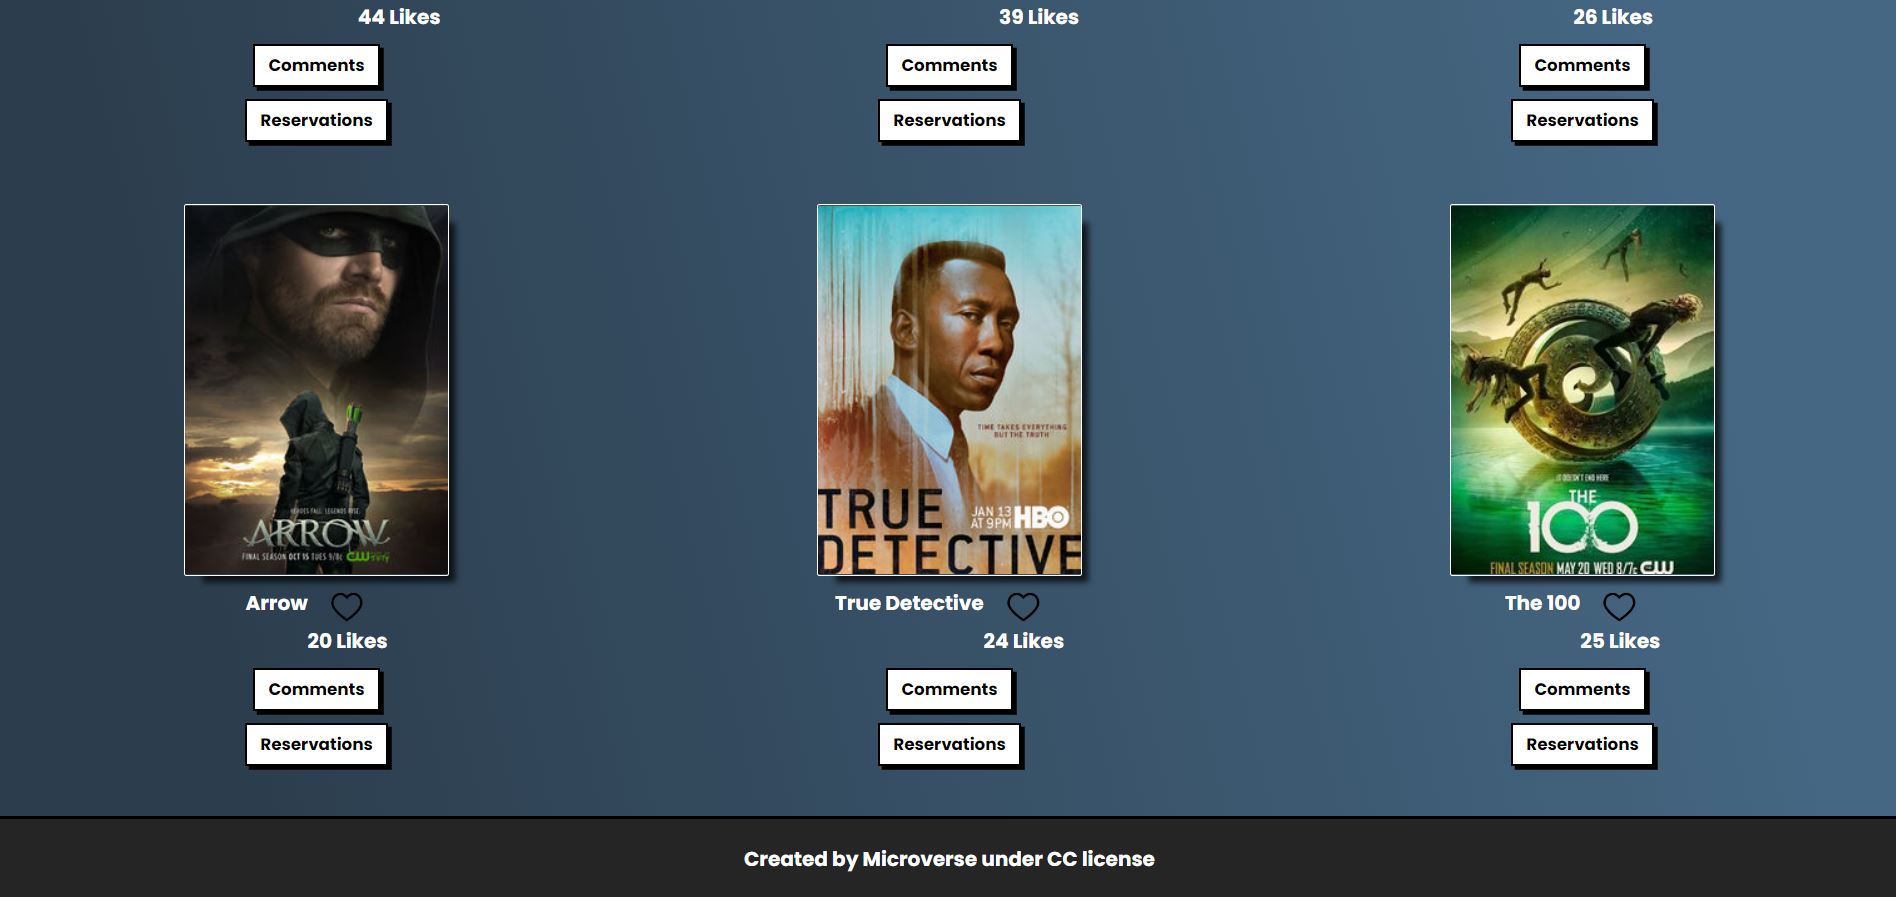 44 Likes
39 Likes
26 Likes
Comments
Comments
Comments
Reservations
Reservations
Reservations
HEROES FALL. LEGENDS RISE.
ARROW
FINAL SEASON OCT 15 TUES 9/8c CW
TIME TAKES EVERYTHING
BUT THE TRUTH
TRUE
DETECTIVE
JAN 13
AT 9PM HBO
IT DOESN'T END HERE
THE
100
FINAL SEASON MAY 20 WED 8/7c CW
Arrow
True Detective
The 100
20 Likes
24 Likes
25 Likes
Comments
Comments
Comments
Reservations
Reservations
Reservations
Created by Microverse under CC license